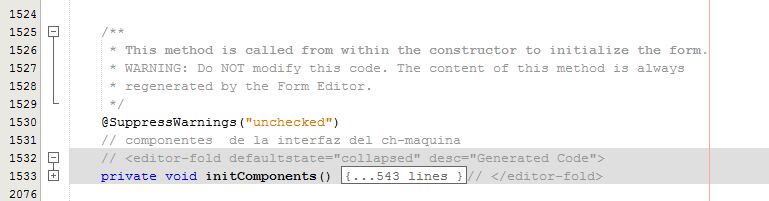 1524
1525 /**
1526 * This method is called from within the constructor to initialize the form.
1527 * WARNING: Do NOT modify this code. The content of this method is always
1528 * regenerated by the Form Editor.
1529 */
1530 @SuppressWarnings("unchecked")
1531 // componentes  de la interfaz del ch-maquina
1532 // <editor-fold defaultstate="collapsed" desc="Generated Code">
1533 private void initComponents() {...543 lines }// </editor-fold>
2076